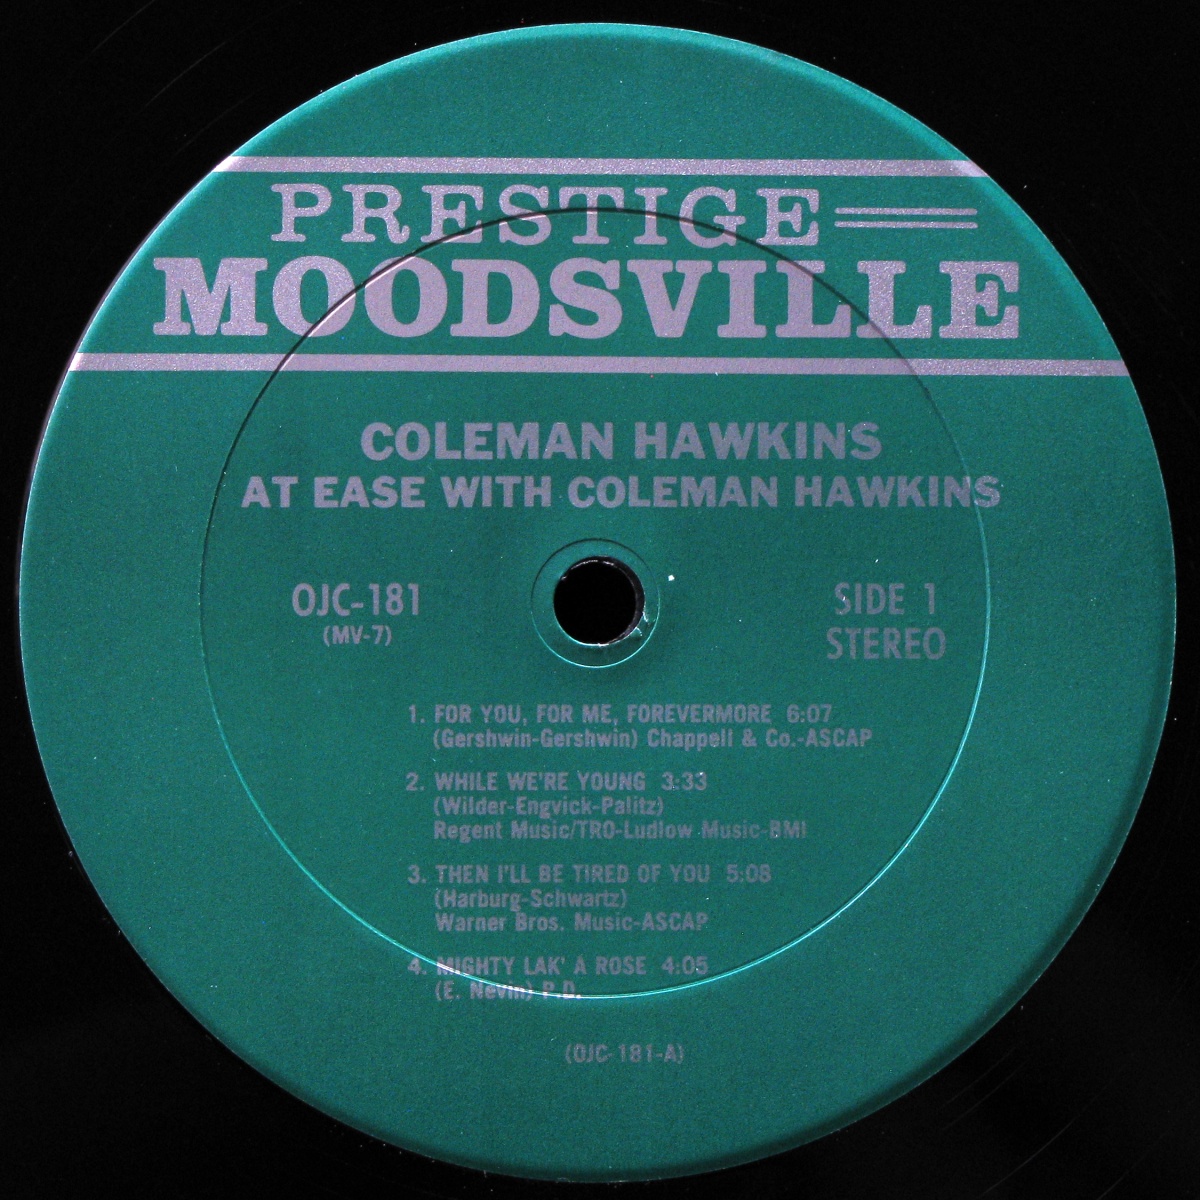 PRESTIGE
MOODSVILLE
COLEMAN HAWKINS
AT EASE WITH COLEMAN HAWKINS
OJC-181
(MV-7)
SIDE 1
STEREO
1. FOR YOU, FOR ME, FOREVERMORE 6:07
(Gershwin-Gershwin) Chappell & Co.-ASCAP
2. WHILE WE'RE YOUNG 3:33
(Wilder-Engvick-Palitz)
Regent Music/TRO-Ludlow Music-BMI
3. THEN I'LL BE TIRED OF YOU 5:08
(Harburg-Schwartz)
Warner Bros. Music-ASCAP
4. MIGHTY LAK' A ROSE 4:05
(E. Nevin) P.D.
(OJC-181-A)